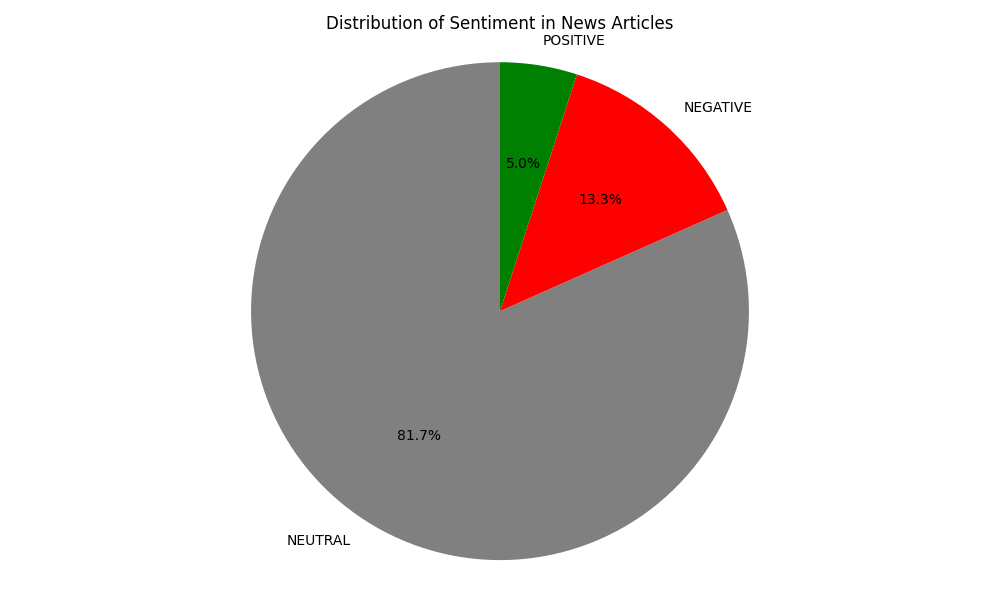 Distribution of Sentiment in News Articles
POSITIVE
NEGATIVE
5.0%
13.3%
81.7%
NEUTRAL